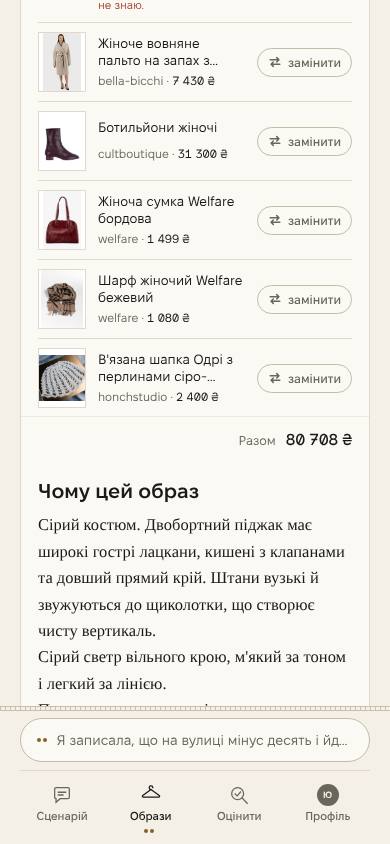 не знаю.
Жіноче вовняне
пальто на запах з...
bella-bicchi · 7 430 ₴
замінити
Ботильйони жіночі
cultboutique · 31 300 ₴
замінити
Жіноча сумка Welfare
бордова
welfare · 1 499 ₴
замінити
Шарф жіночий Welfare
бежевий
welfare · 1 080 ₴
замінити
В'язана шапка Одрі з
перлинами сіро-...
honchstudio · 2 400 ₴
замінити
Разом 80 708 ₴
Чому цей образ
Сірий костюм. Двобортний піджак має
широкі гострі лацкани, кишені з клапанами
та довший прямий крій. Штани вузькі й
звужуються до щиколотки, що створює
чисту вертикаль.
Сірий светр вільного крою, м'який за тоном
і легкий за лінією.
Я записала, що на вулиці мінус десять і йд...
Сценарій
Образи
Оцінити
Ю
Профіль